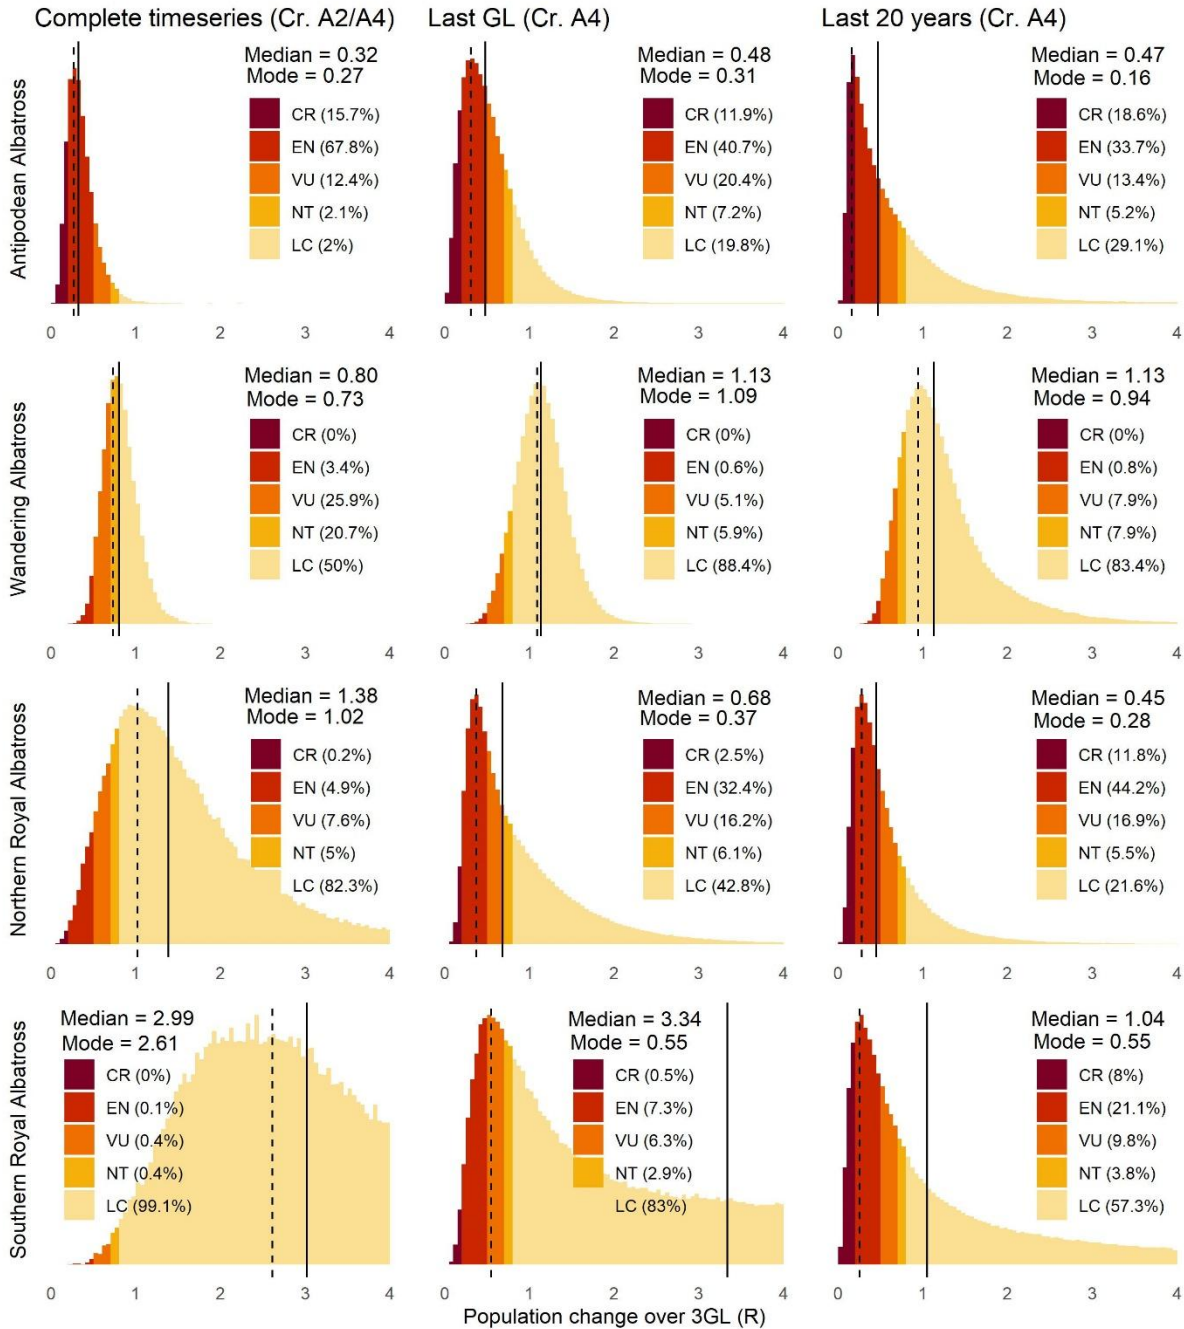 Complete timeseries (Cr. A2/A4)
Last GL (Cr. A4)
Last 20 years (Cr. A4)
Antipodean Albatross
Median = 0.32
Mode = 0.27
CR (15.7%)
EN (67.8%)
VU (12.4%)
NT (2.1%)
LC (2%)
0 1 2 3 4
Median = 0.48
Mode = 0.31
CR (11.9%)
EN (40.7%)
VU (20.4%)
NT (7.2%)
LC (19.8%)
0 1 2 3 4
Median = 0.47
Mode = 0.16
CR (18.6%)
EN (33.7%)
VU (13.4%)
NT (5.2%)
LC (29.1%)
0 1 2 3 4
Wandering Albatross
Median = 0.80
Mode = 0.73
CR (0%)
EN (3.4%)
VU (25.9%)
NT (20.7%)
LC (50%)
0 1 2 3 4
Median = 1.13
Mode = 1.09
CR (0%)
EN (0.6%)
VU (5.1%)
NT (5.9%)
LC (88.4%)
0 1 2 3 4
Median = 1.13
Mode = 0.94
CR (0%)
EN (0.8%)
VU (7.9%)
NT (7.9%)
LC (83.4%)
0 1 2 3 4
Northern Royal Albatross
Median = 1.38
Mode = 1.02
CR (0.2%)
EN (4.9%)
VU (7.6%)
NT (5%)
LC (82.3%)
0 1 2 3 4
Median = 0.68
Mode = 0.37
CR (2.5%)
EN (32.4%)
VU (16.2%)
NT (6.1%)
LC (42.8%)
0 1 2 3 4
Median = 0.45
Mode = 0.28
CR (11.8%)
EN (44.2%)
VU (16.9%)
NT (5.5%)
LC (21.6%)
0 1 2 3 4
Southern Royal Albatross
Median = 2.99
Mode = 2.61
CR (0%)
EN (0.1%)
VU (0.4%)
NT (0.4%)
LC (99.1%)
0 1 2 3 4
Median = 3.34
Mode = 0.55
CR (0.5%)
EN (7.3%)
VU (6.3%)
NT (2.9%)
LC (83%)
0 1 2 3 4
Median = 1.04
Mode = 0.55
CR (8%)
EN (21.1%)
VU (9.8%)
NT (3.8%)
LC (57.3%)
0 1 2 3 4
Population change over 3GL (R)